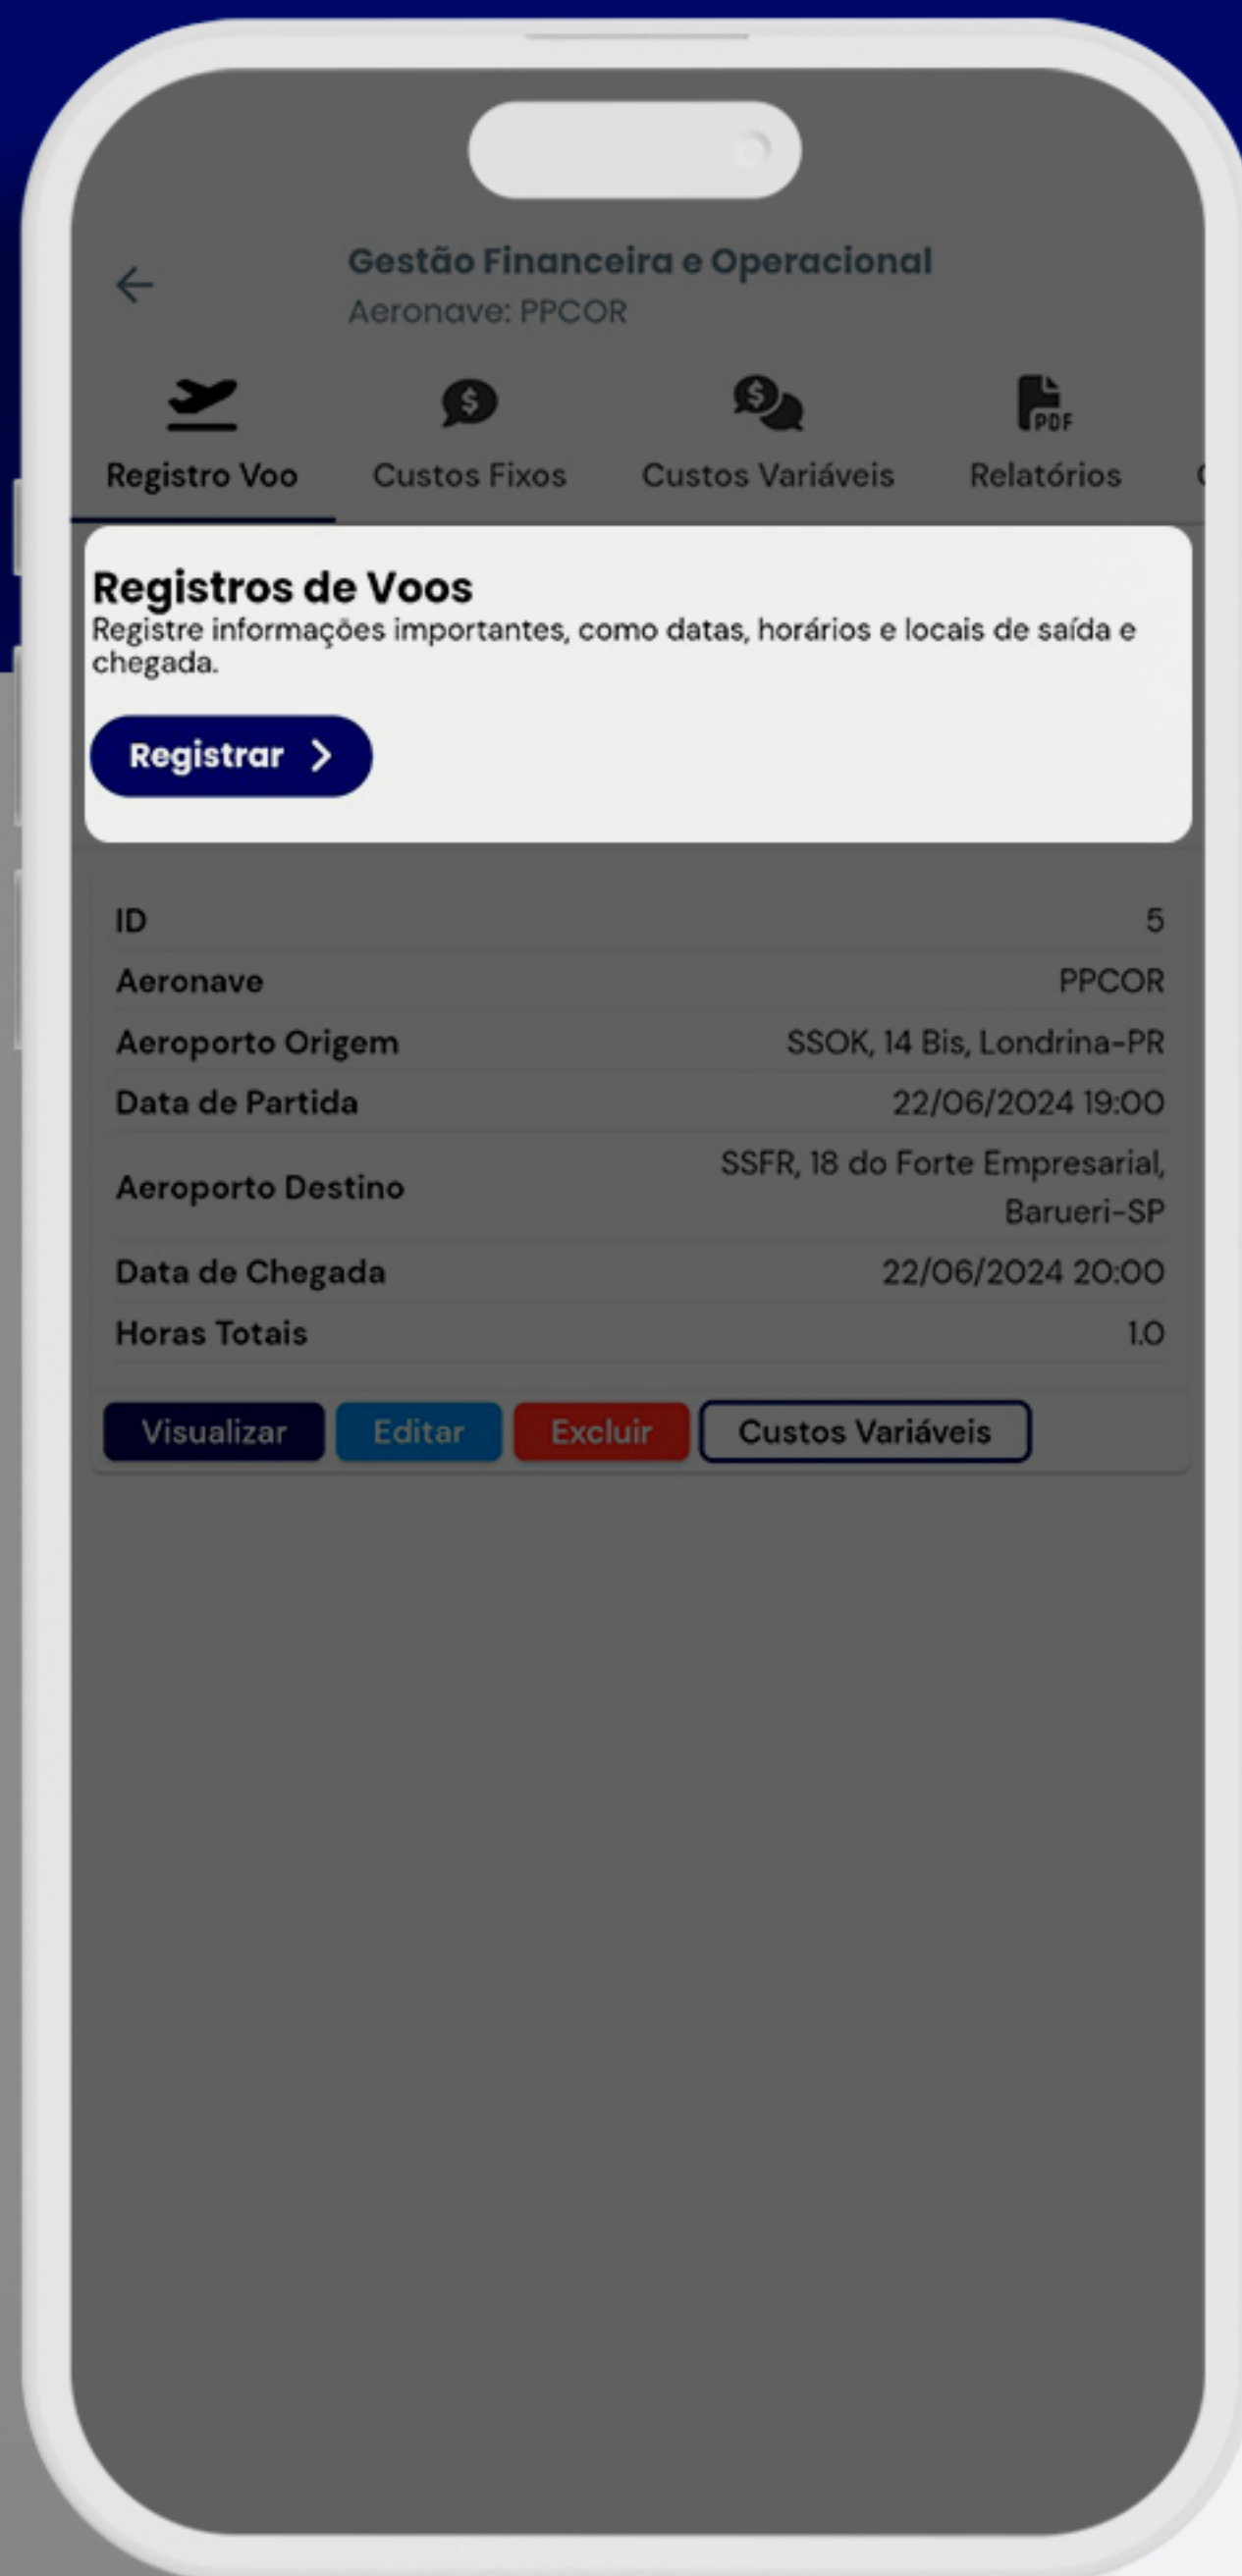 Gestão Financeira e Operacional
Aeronave: PPCOR
Registro Voo
Custos Fixos
Custos Variáveis
PDF
Relatórios
Registros de Voos
Registre informações importantes, como datas, horários e locais de saída e
chegada.
Registrar
ID 5
Aeronave PPCOR
Aeroporto Origem SSOK, 14 Bis, Londrina-PR
Data de Partida 22/06/2024 19:00
Aeroporto Destino SSFR, 18 do Forte Empresarial,
Barueri-SP
Data de Chegada 22/06/2024 20:00
Horas Totais 1.0
Visualizar Editar Excluir Custos Variáveis